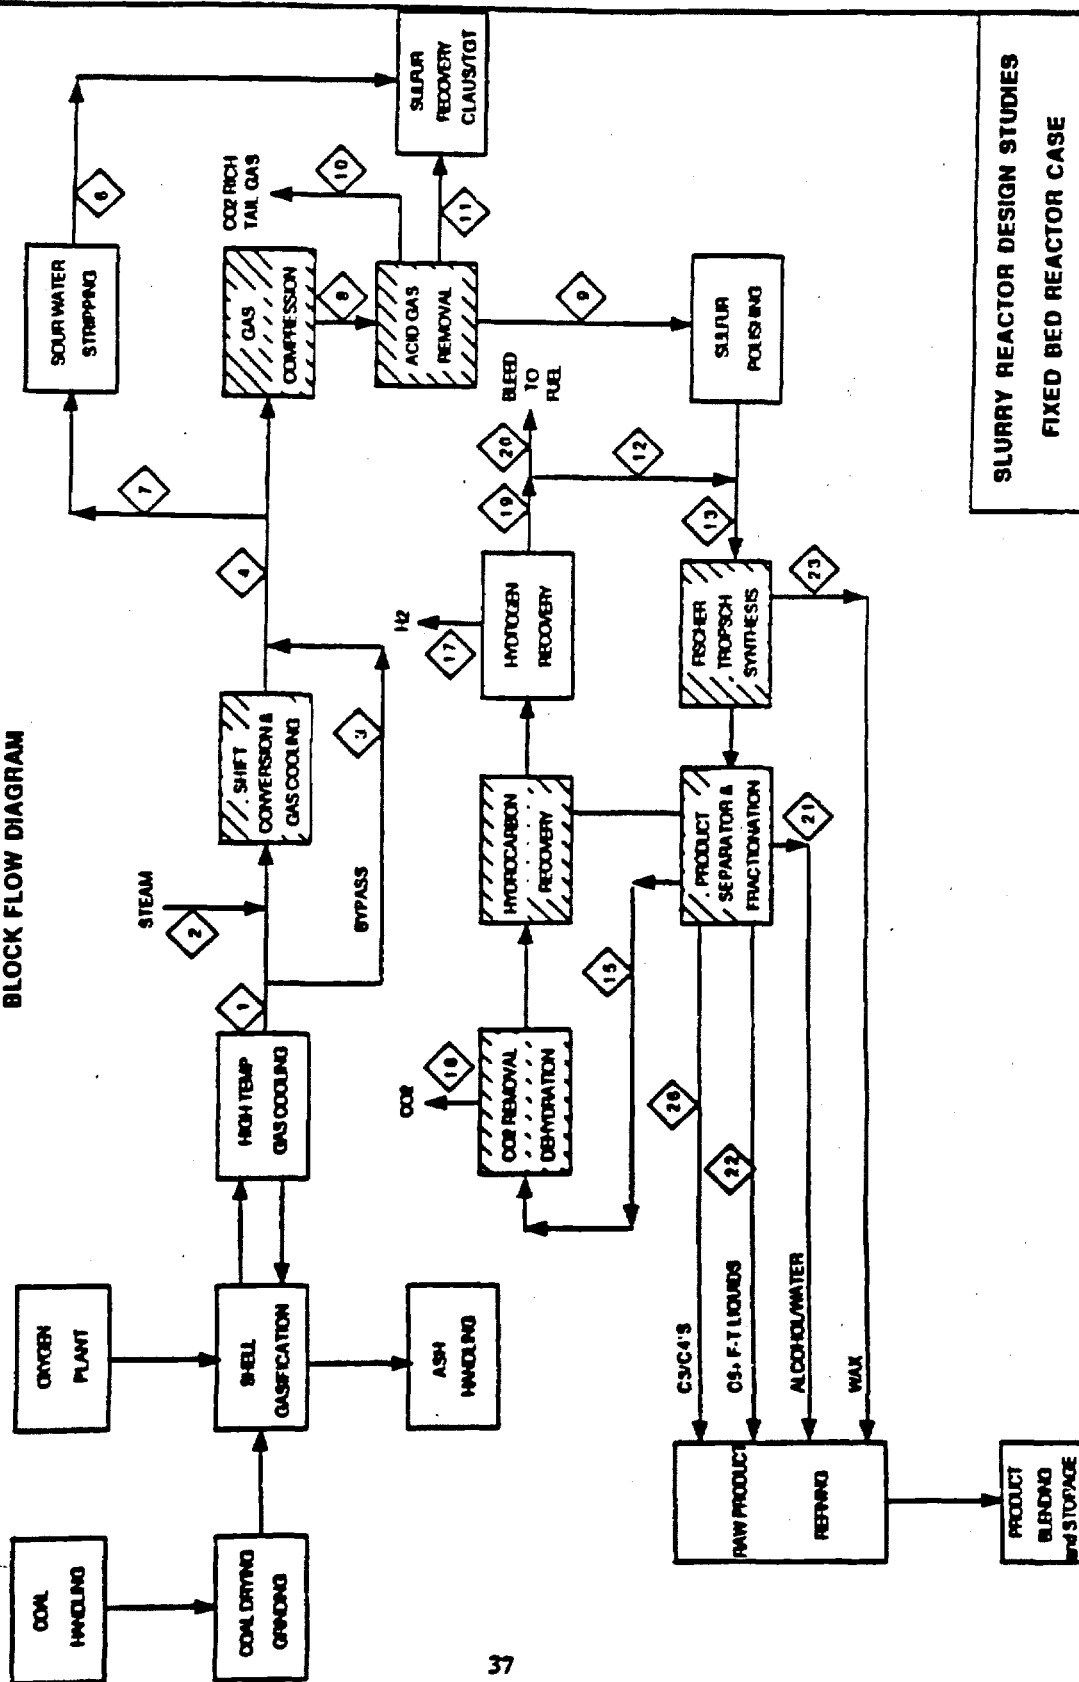 BLOCK FLOW DIAGRAM
COAL
HANDLING
COAL DRYING
GRINDING
OXYGEN
PLANT
SHELL
GASIFICATION
ASH
HANDLING
HIGH TEMP
GAS COOLING
1
STEAM
2
BYPASS
3
SHIFT
CONVERSION &
GAS COOLING
4
7
SOUR WATER
STRIPPING
6
GAS
COMPRESSION
8
CO2 RICH
TAIL GAS
10
ACID GAS
REMOVAL
11
SULFUR
RECOVERY
CLAUS/TGT
9
SULFUR
POLISHING
CO2
18
CO2 REMOVAL
DEHYDRATION
HYDROCARBON
RECOVERY
H2
17
HYDROGEN
RECOVERY
19
20
BLEED
TO
FUEL
12
13
15
FISCHER
TROPSCH
SYNTHESIS
23
PRODUCT
SEPARATOR &
FRACTIONATION
21
26
22
C3/C4'S
C5+ F-T LIQUIDS
ALCOHOL/WATER
WAX
RAW PRODUCT
REFINING
PRODUCT
BLENDING
and STORAGE
SLURRY REACTOR DESIGN STUDIES
FIXED BED REACTOR CASE
37